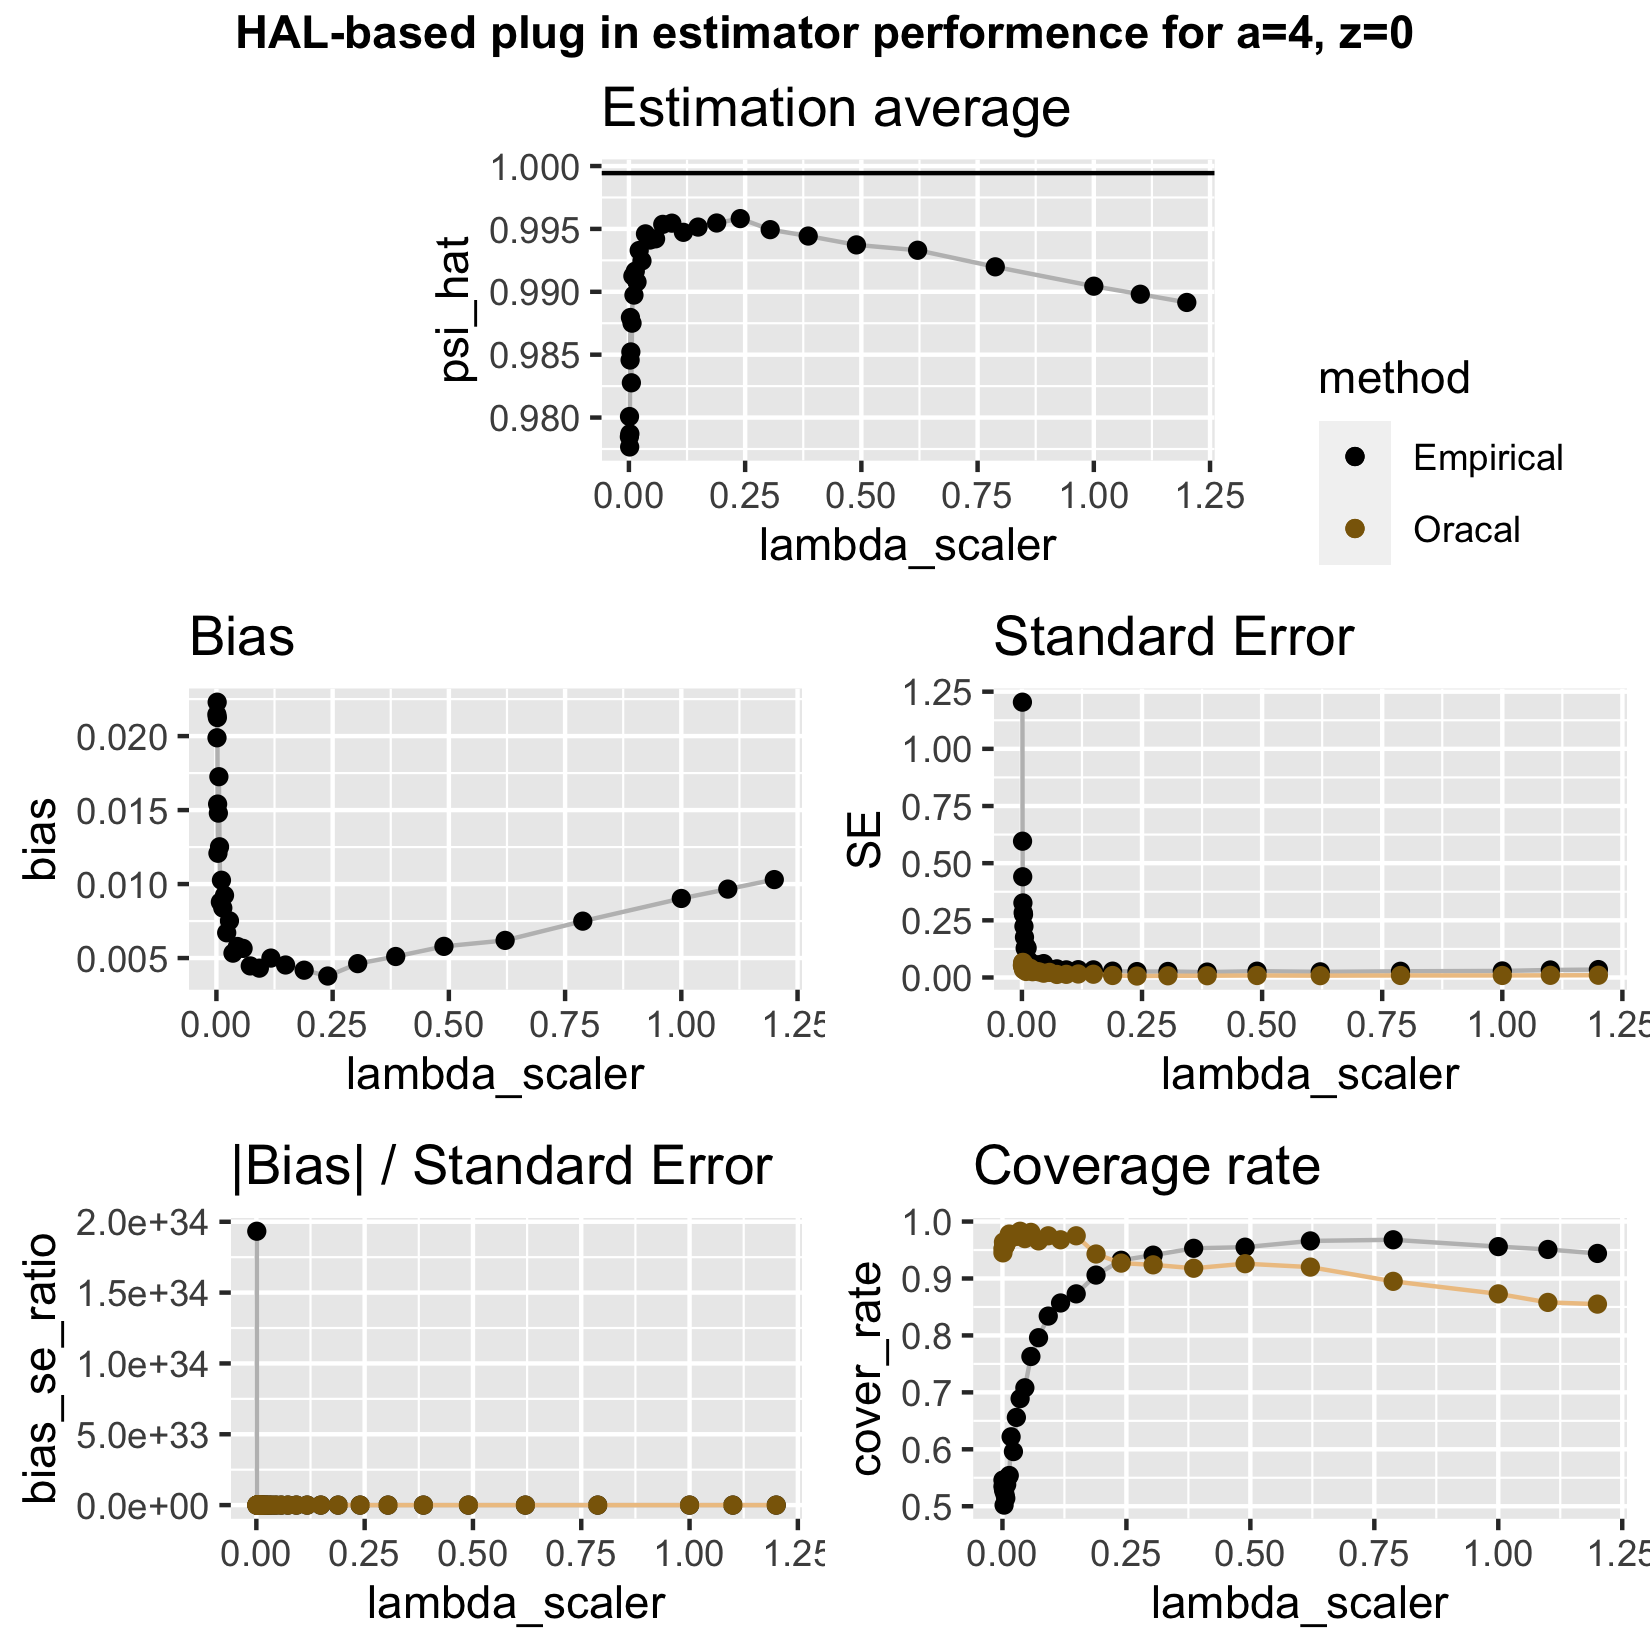 HAL-based plug in estimator performence for a=4, z=0
Estimation average
psi_hat
1.000
0.995
0.990
0.985
0.980
0.00 0.25 0.50 0.75 1.00 1.25
lambda_scaler
method
Empirical
Oracal
Bias
bias
0.020
0.015
0.010
0.005
0.00 0.25 0.50 0.75 1.00 1.25
lambda_scaler
Standard Error
SE
1.25
1.00
0.75
0.50
0.25
0.00
0.00 0.25 0.50 0.75 1.00 1.25
lambda_scaler
|Bias| / Standard Error
bias_se_ratio
2.0e+34
1.5e+34
1.0e+34
5.0e+33
0.0e+00
0.00 0.25 0.50 0.75 1.00 1.25
lambda_scaler
Coverage rate
cover_rate
1.0
0.9
0.8
0.7
0.6
0.5
0.00 0.25 0.50 0.75 1.00 1.25
lambda_scaler